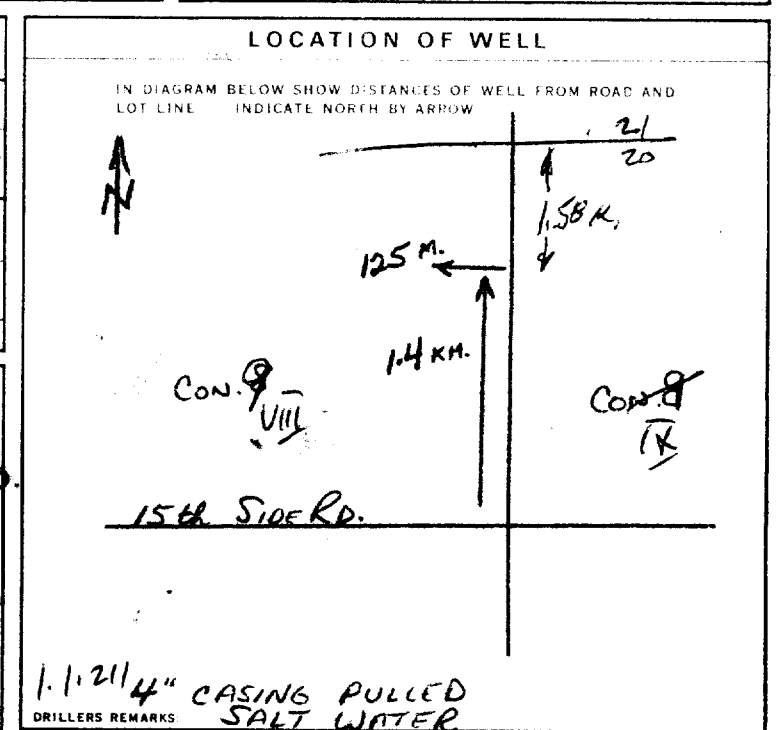 LOCATION OF WELL
IN DIAGRAM BELOW SHOW DISTANCES OF WELL FROM ROAD AND
LOT LINE INDICATE NORTH BY ARROW
21
20
N
1.58 K.
125 M.
1.4 KM.
CON.
VIII
CON. 8
IX
15th SIDE RD.
4" CASING PULLED
DRILLERS REMARKS: SALT WATER